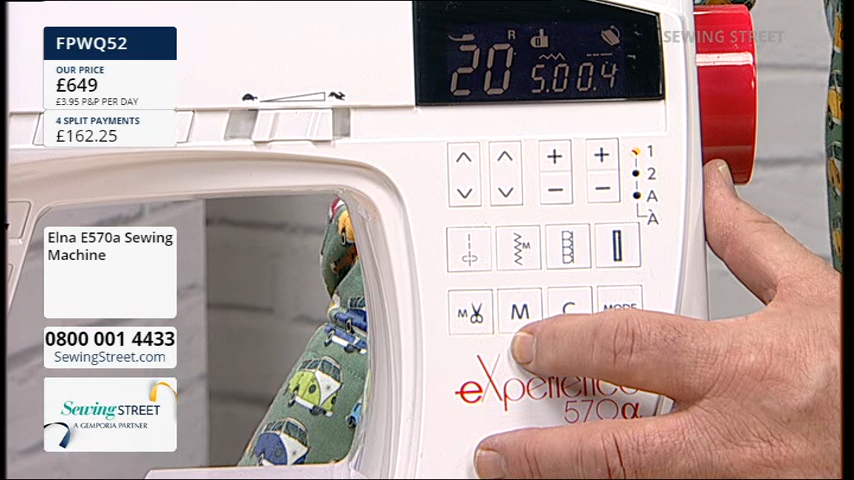 FPWQ52
OUR PRICE
£649
£3.95 P&P PER DAY
4 SPLIT PAYMENTS
£162.25
Elna E570a Sewing
Machine
0800 001 4433
SewingStreet.com
Sewing STREET
A GEMPORIA PARTNER
SEWING STREET
R
20
5.0 0.4
1
2
A
À
M
M
M
C
MODE
eXperience
570α